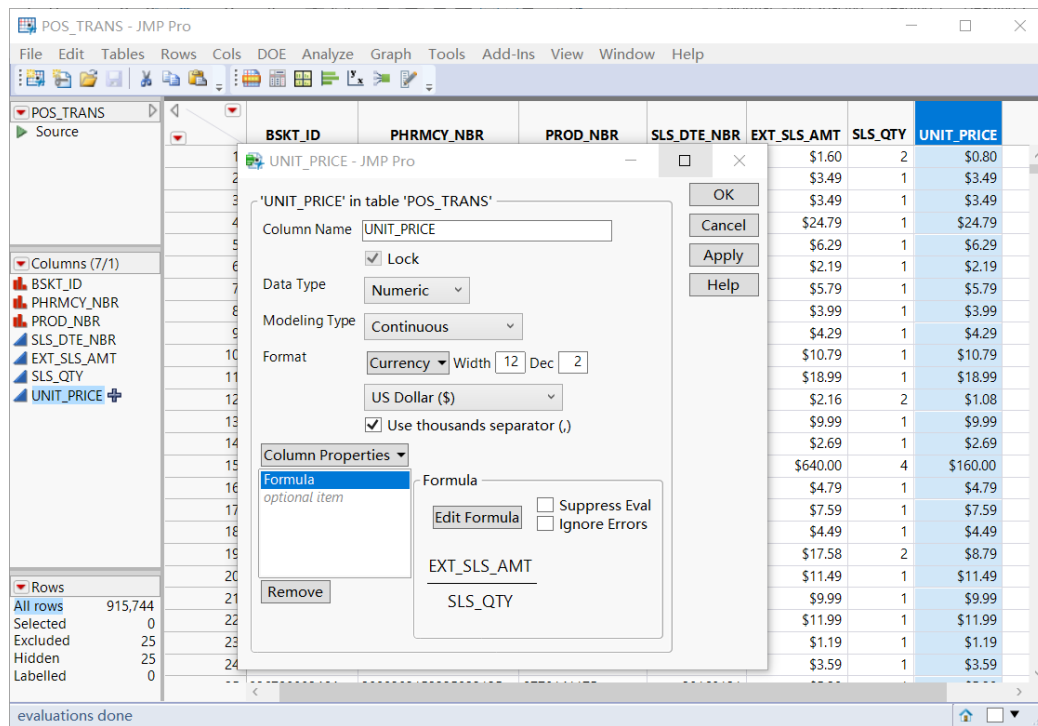 POS_TRANS - JMP Pro
File Edit Tables Rows Cols DOE Analyze Graph Tools Add-Ins View Window Help
POS_TRANS
Source
Columns (7/1)
BSKT_ID
PHRMCY_NBR
PROD_NBR
SLS_DTE_NBR
EXT_SLS_AMT
SLS_QTY
UNIT_PRICE
Rows
All rows 915,744
Selected 0
Excluded 25
Hidden 25
Labelled 0
BSKT_ID PHRMCY_NBR PROD_NBR SLS_DTE_NBR EXT_SLS_AMT SLS_QTY UNIT_PRICE
1 $1.60 2 $0.80
2 $3.49 1 $3.49
3 $3.49 1 $3.49
4 $24.79 1 $24.79
5 $6.29 1 $6.29
6 $2.19 1 $2.19
7 $5.79 1 $5.79
8 $3.99 1 $3.99
9 $4.29 1 $4.29
10 $10.79 1 $10.79
11 $18.99 1 $18.99
12 $2.16 2 $1.08
13 $9.99 1 $9.99
14 $2.69 1 $2.69
15 $640.00 4 $160.00
16 $4.79 1 $4.79
17 $7.59 1 $7.59
18 $4.49 1 $4.49
19 $17.58 2 $8.79
20 $11.49 1 $11.49
21 $9.99 1 $9.99
22 $11.99 1 $11.99
23 $1.19 1 $1.19
24 $3.59 1 $3.59
UNIT_PRICE - JMP Pro
'UNIT_PRICE' in table 'POS_TRANS'
Column Name UNIT_PRICE
Lock
Data Type Numeric
Modeling Type Continuous
Format Currency Width 12 Dec 2
US Dollar ($)
Use thousands separator (,)
Column Properties
Formula
optional item
Remove
Formula
Edit Formula
Suppress Eval
Ignore Errors
EXT_SLS_AMT
SLS_QTY
OK
Cancel
Apply
Help
evaluations done